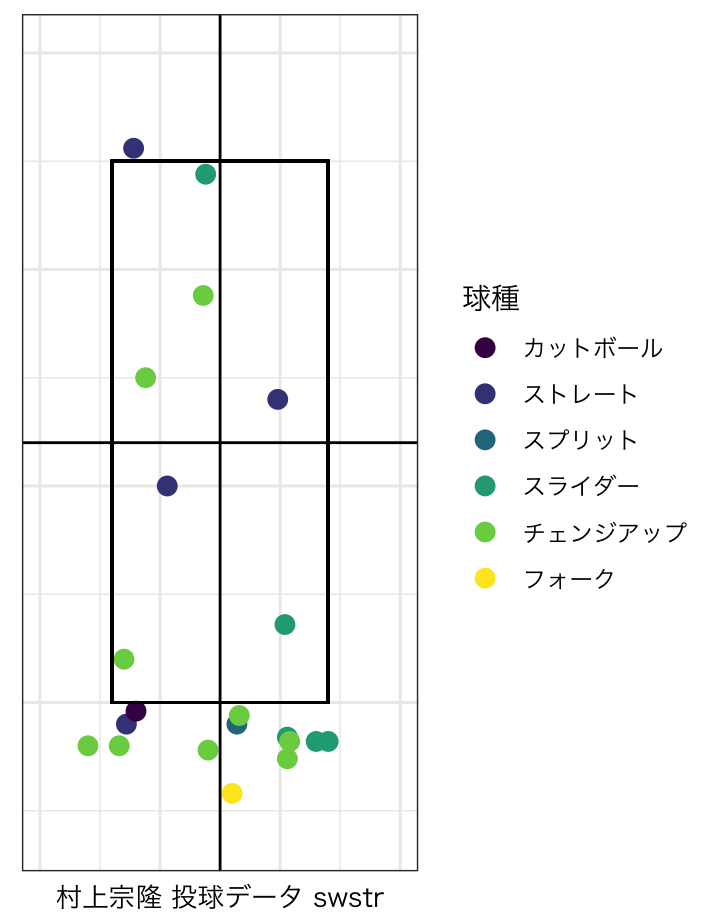 球種
カットボール
ストレート
スプリット
スライダー
チェンジアップ
フォーク
村上宗隆 投球データ swstr